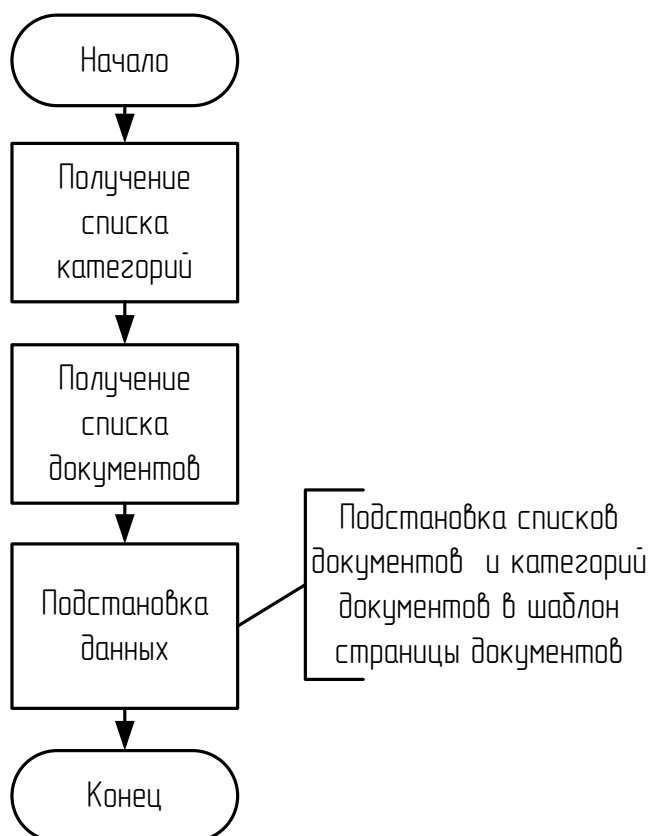 Начало
Получение
списка
категорий
Получение
списка
документов
Подстановка
данных
Подстановка списков
документов и категорий
документов в шаблон
страницы документов
Конец